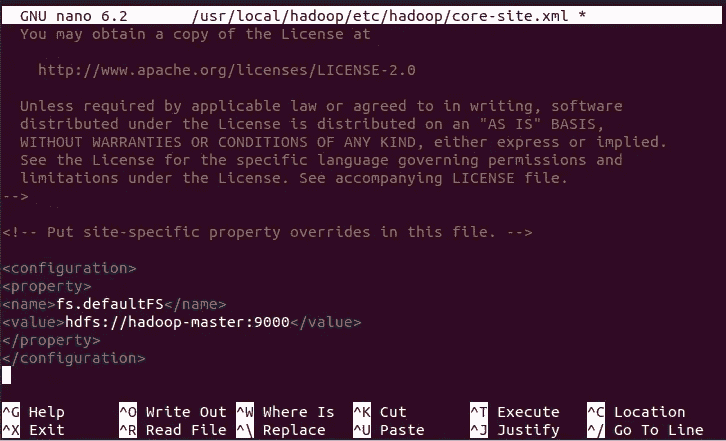 GNU nano 6.2 /usr/local/hadoop/etc/hadoop/core-site.xml *
You may obtain a copy of the License at
http://www.apache.org/licenses/LICENSE-2.0
Unless required by applicable law or agreed to in writing, software
distributed under the License is distributed on an "AS IS" BASIS,
WITHOUT WARRANTIES OR CONDITIONS OF ANY KIND, either express or implied.
See the License for the specific language governing permissions and
limitations under the License. See accompanying LICENSE file.
-->
<!-- Put site-specific property overrides in this file. -->
<configuration>
<property>
<name>fs.defaultFS</name>
<value>hdfs://hadoop-master:9000</value>
</property>
</configuration>
^G Help ^O Write Out ^W Where Is ^K Cut ^T Execute ^C Location
^X Exit ^R Read File ^\ Replace ^U Paste ^J Justify ^/ Go To Line